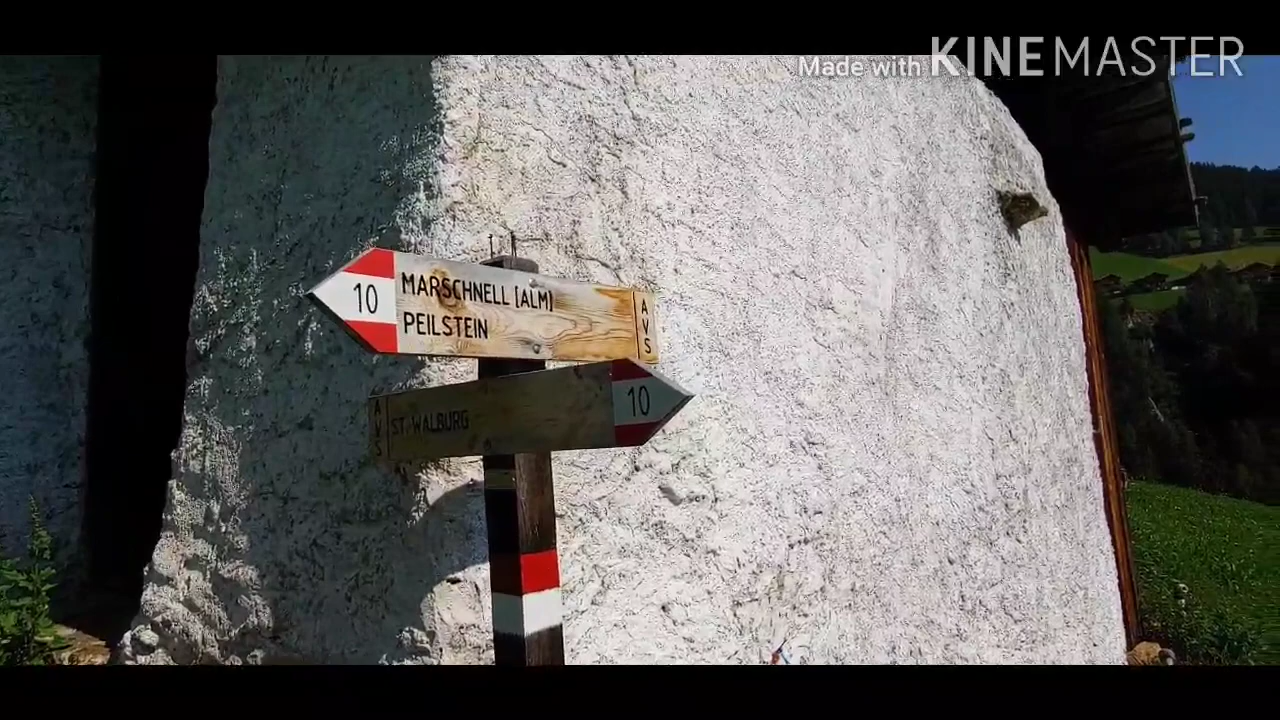 Made with KINEMASTER
10
MARSCHNELL [ALM]
PEILSTEIN
AVS
AVS
ST. WALBURG
10